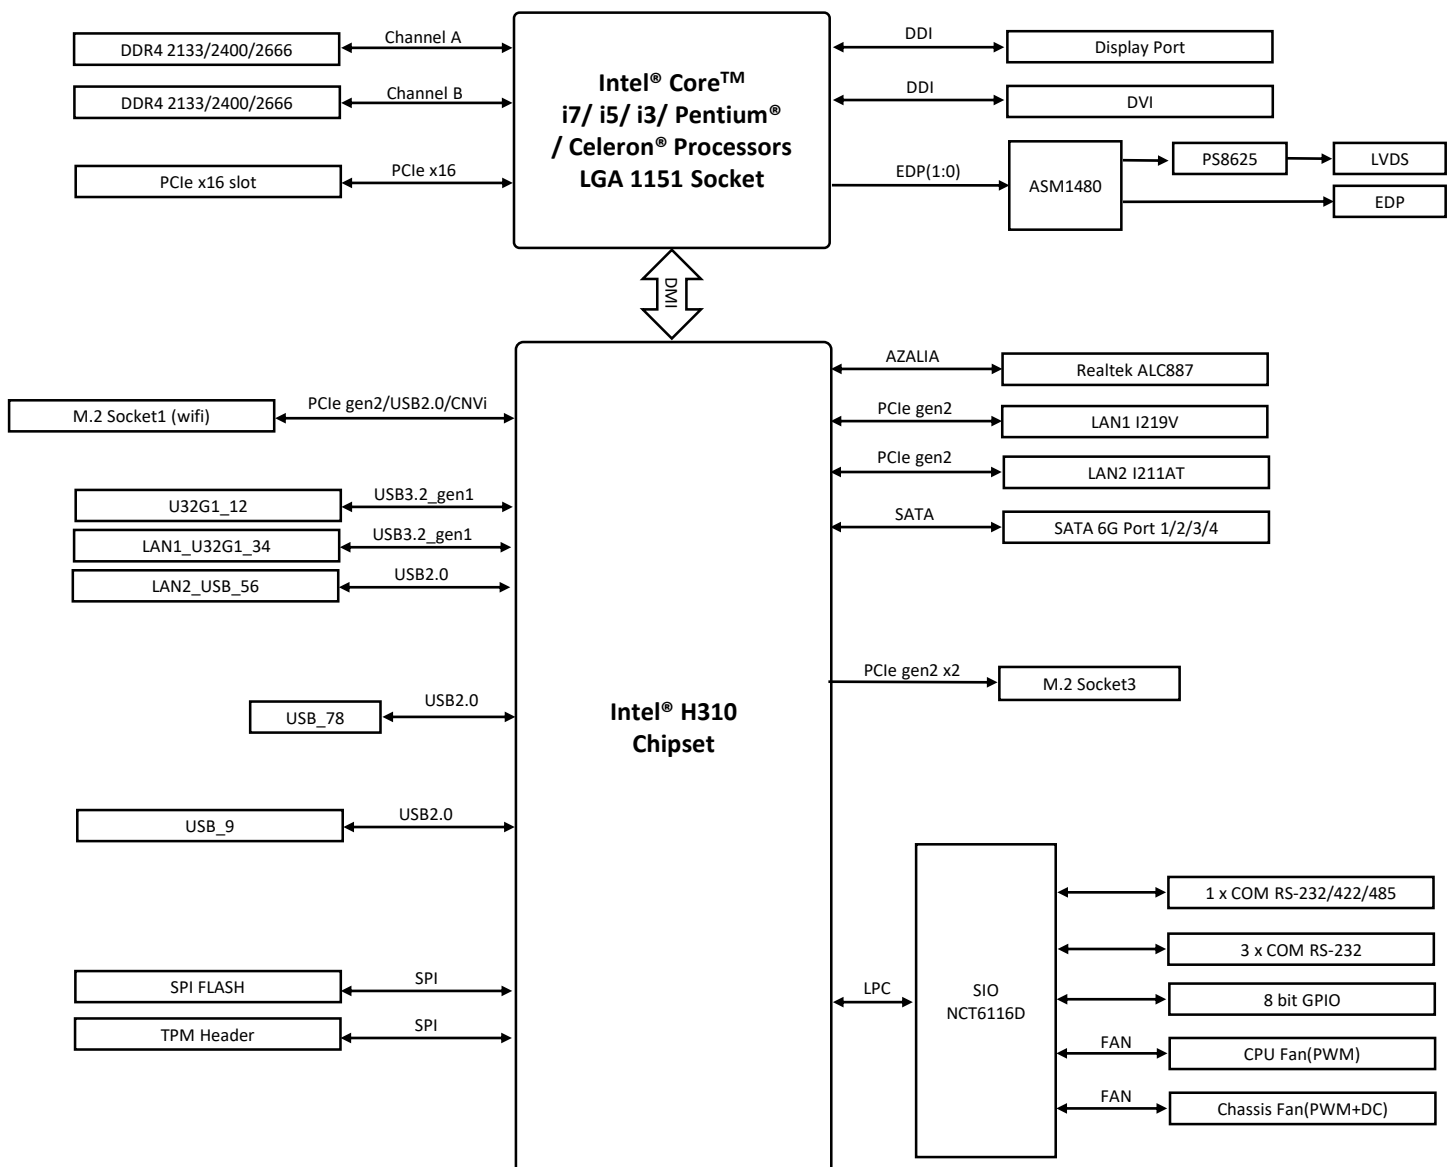 DDR4 2133/2400/2666
Channel A
DDR4 2133/2400/2666
Channel B
PCIe x16 slot
PCIe x16
Intel® Core™
i7/ i5/ i3/ Pentium®
/ Celeron® Processors
LGA 1151 Socket
DDI
Display Port
DDI
DVI
EDP(1:0)
ASM1480
PS8625
LVDS
EDP
DMI
M.2 Socket1 (wifi)
PCIe gen2/USB2.0/CNVi
U32G1_12
USB3.2_gen1
LAN1_U32G1_34
USB3.2_gen1
LAN2_USB_56
USB2.0
USB_78
USB2.0
USB_9
USB2.0
SPI FLASH
SPI
TPM Header
SPI
Intel® H310
Chipset
AZALIA
Realtek ALC887
PCIe gen2
LAN1 I219V
PCIe gen2
LAN2 I211AT
SATA
SATA 6G Port 1/2/3/4
PCIe gen2 x2
M.2 Socket3
LPC
SIO
NCT6116D
1 x COM RS-232/422/485
3 x COM RS-232
8 bit GPIO
FAN
CPU Fan(PWM)
FAN
Chassis Fan(PWM+DC)